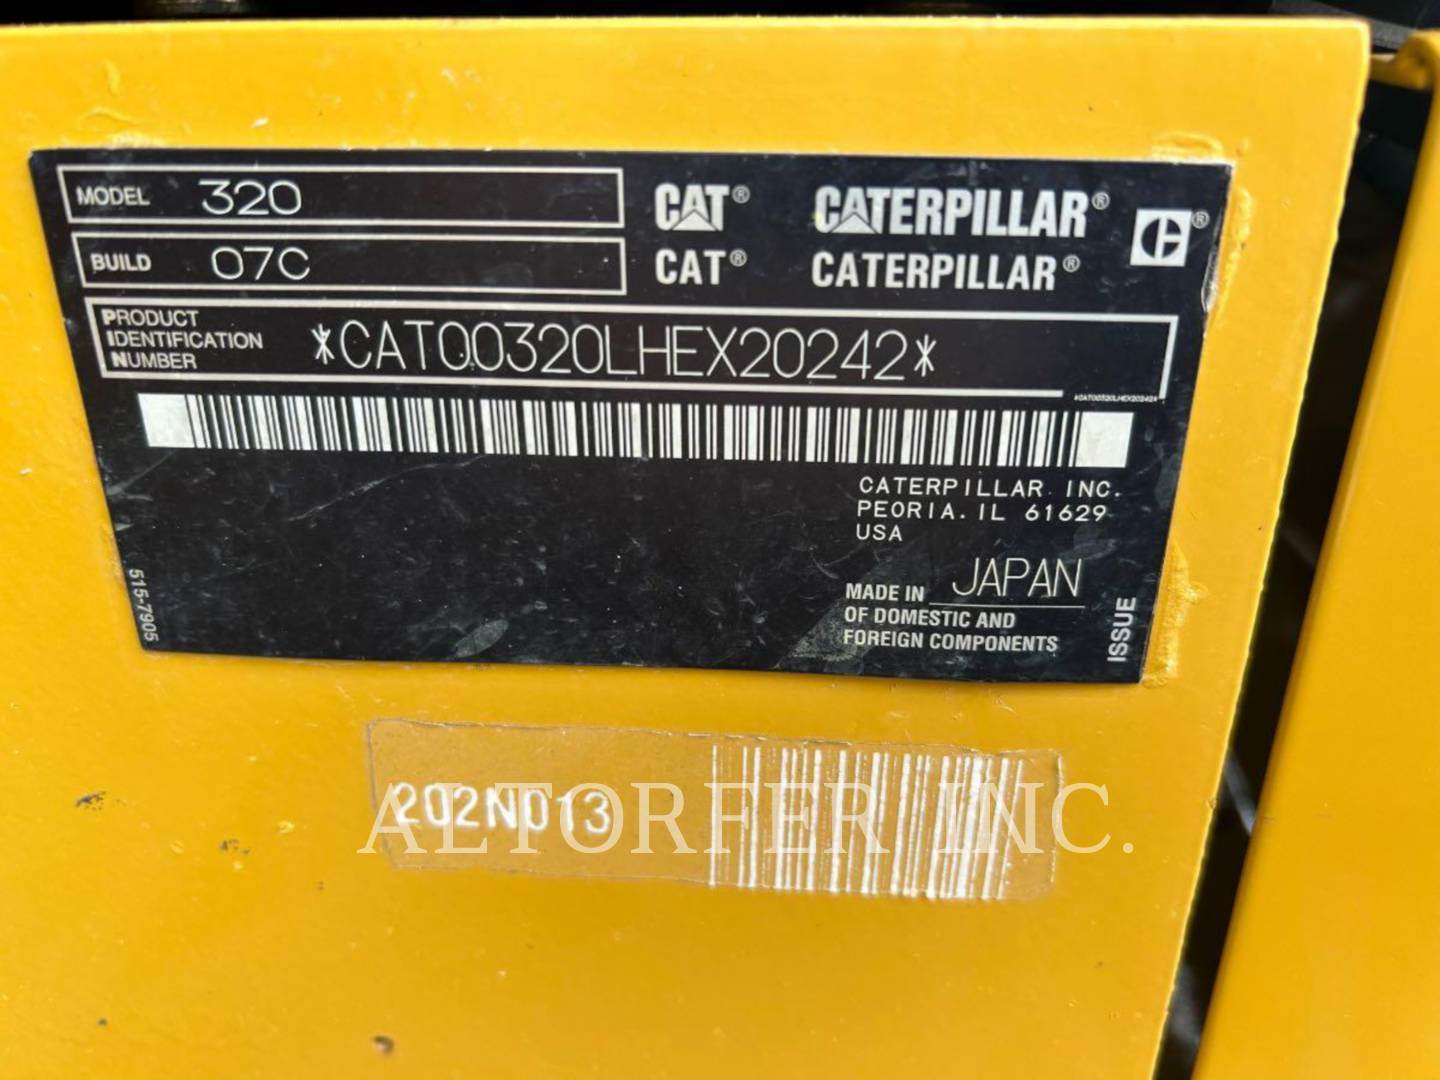 MODEL 320
BUILD 07C
CAT® CATERPILLAR®
CAT® CATERPILLAR®
PRODUCT
IDENTIFICATION
NUMBER
*CAT00320LHEX20242*
*CAT00320LHEX20242*
CATERPILLAR INC.
PEORIA. IL 61629
USA
MADE IN JAPAN
OF DOMESTIC AND
FOREIGN COMPONENTS
ISSUE
515-7905
202N013
ALTORFER INC.